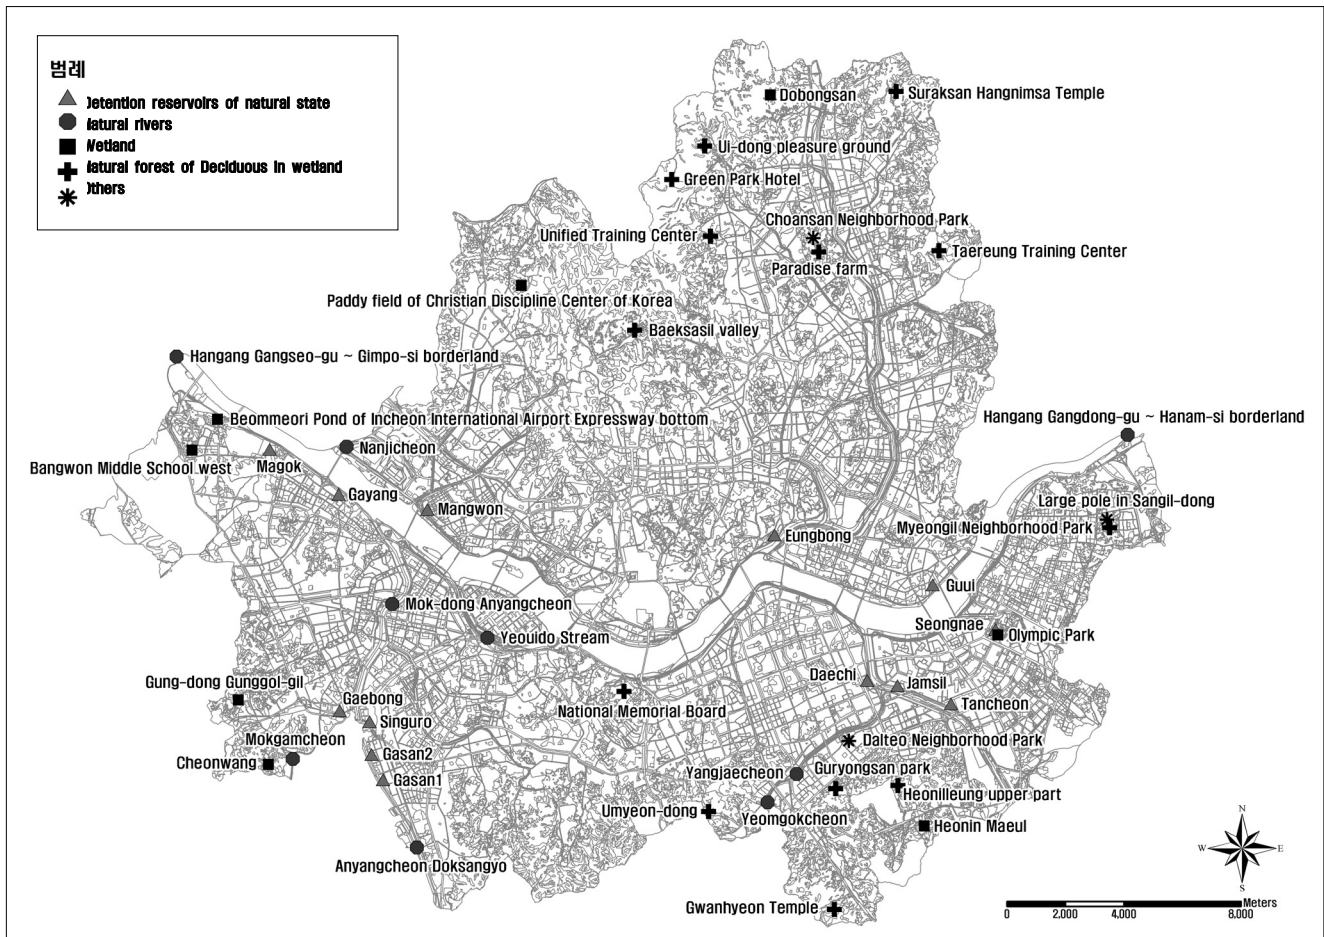 범례
Detention reservoirs of natural state
Natural rivers
Wetland
Natural forest of Deciduous in wetland
Others
Dobongsan
Suraksan Hangnimsa Temple
Ui-dong pleasure ground
Green Park Hotel
Choansan Neighborhood Park
Unified Training Center
Taereung Training Center
Paradise farm
Paddy field of Christian Discipline Center of Korea
Baeksasil valley
Hangang Gangseo-gu ~ Gimpo-si borderland
Beommeori Pond of Incheon International Airport Expressway bottom
Hangang Gangdong-gu ~ Hanam-si borderland
Nanjicheon
Bangwon Middle School west
Magok
Gayang
Mangwon
Large pole in Sangil-dong
Myeongil Neighborhood Park
Eungbong
Guui
Mok-dong Anyangcheon
Seongnae
Olympic Park
Yeouido Stream
Daechi
Jamsil
Gung-dong Gunggol-gil
Gaebong
Tancheon
National Memorial Board
Singuro
Mokgamcheon
Dalteo Neighborhood Park
Gasan2
Cheonwang
Yangjaecheon
Guryongsan park
Gasan1
Heonilleung upper part
Umyeon-dong
Yeomgokcheon
Heonin Maeul
Anyangcheon Doksangyo
Gwanhyeon Temple
N
W
E
S
Meters
0
2,000
4,000
8,000